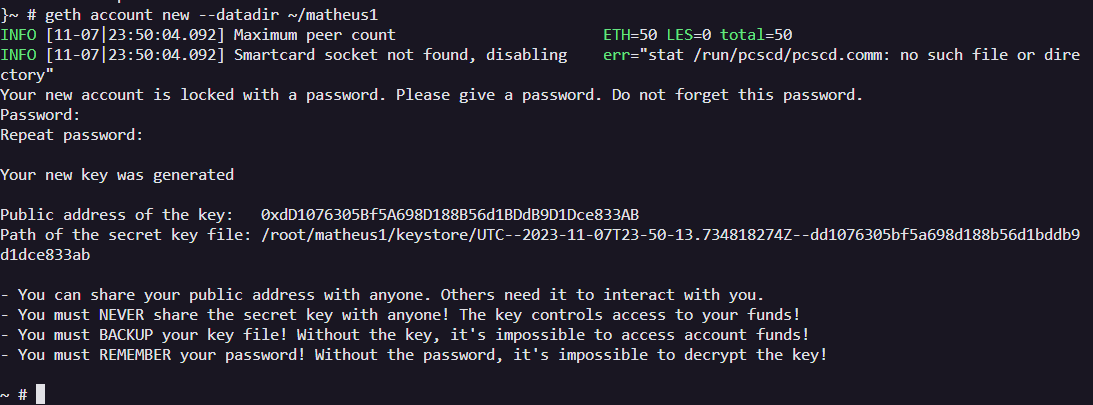 }~ # geth account new --datadir ~/matheus1
INFO [11-07|23:50:04.092] Maximum peer count                       ETH=50 LES=0 total=50
INFO [11-07|23:50:04.092] Smartcard socket not found, disabling    err="stat /run/pcscd/pcscd.comm: no such file or dire
ctory"
Your new account is locked with a password. Please give a password. Do not forget this password.
Password:
Repeat password:
Your new key was generated
Public address of the key:   0xdD1076305Bf5A698D188B56d1BDdB9D1Dce833AB
Path of the secret key file: /root/matheus1/keystore/UTC--2023-11-07T23-50-13.734818274Z--dd1076305bf5a698d188b56d1bddb9
d1dce833ab
- You can share your public address with anyone. Others need it to interact with you.
- You must NEVER share the secret key with anyone! The key controls access to your funds!
- You must BACKUP your key file! Without the key, it's impossible to access account funds!
- You must REMEMBER your password! Without the password, it's impossible to decrypt the key!
~ #